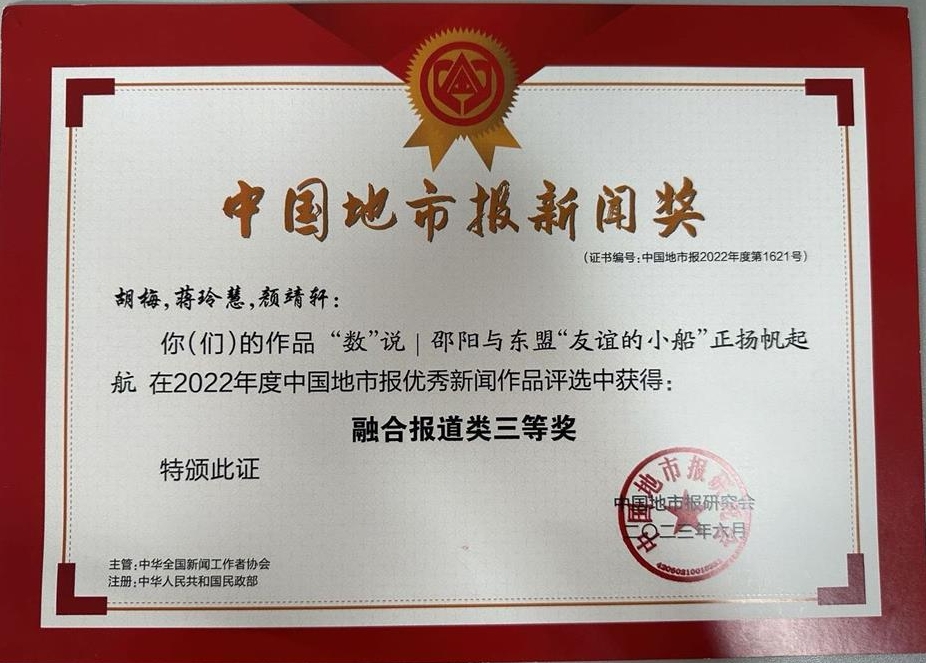 中国地市报新闻奖
(证书编号:中国地市报2022年度第1621号)
胡梅,蒋玲慧,颜靖轩:
你(们)的作品 “数”说 | 邵阳与东盟“友谊的小船”正扬帆起
航 在2022年度中国地市报优秀新闻作品评选中获得:
融合报道类三等奖
特颁此证
中国地市报研究会
二〇二三年六月
主管:中华全国新闻工作者协会
注册:中华人民共和国民政部